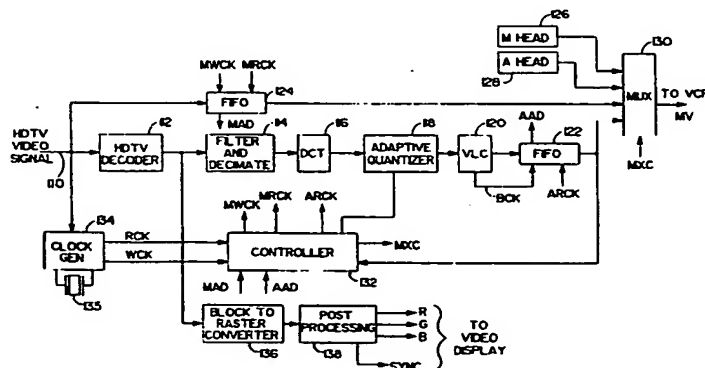 126
M HEAD
130
A HEAD
128
MUX
TO VCR
MV
MWCK MRCK
FIFO
124
MAD
AAD
HDTV
VIDEO
SIGNAL
110
112
HDTV
DECODER
114
FILTER
AND
DECIMATE
116
DCT
118
ADAPTIVE
QUANTIZER
120
VLC
122
FIFO
BCK
ARCK
MXC
134
CLOCK
GEN
135
RCK
WCK
MWCK
MRCK
ARCK
CONTROLLER
132
MXC
MAD
AAD
BLOCK TO
RASTER
CONVERTER
136
POST
PROCESSING
138
R
G
B
SYNC
TO
VIDEO
DISPLAY